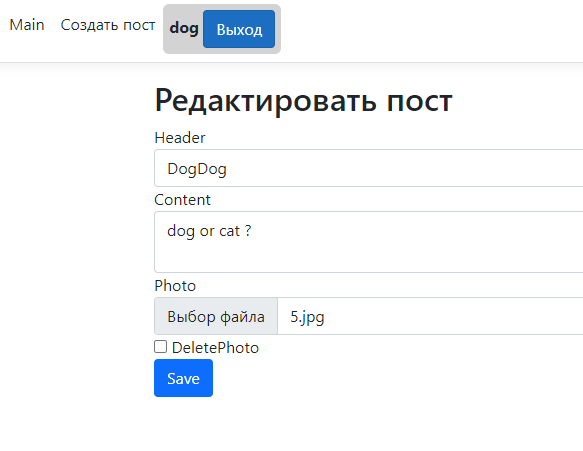 Main Создать пост dog Выход
Редактировать пост
Header
DogDog
Content
dog or cat ?
Photo
Выбор файла 5.jpg
DeletePhoto
Save